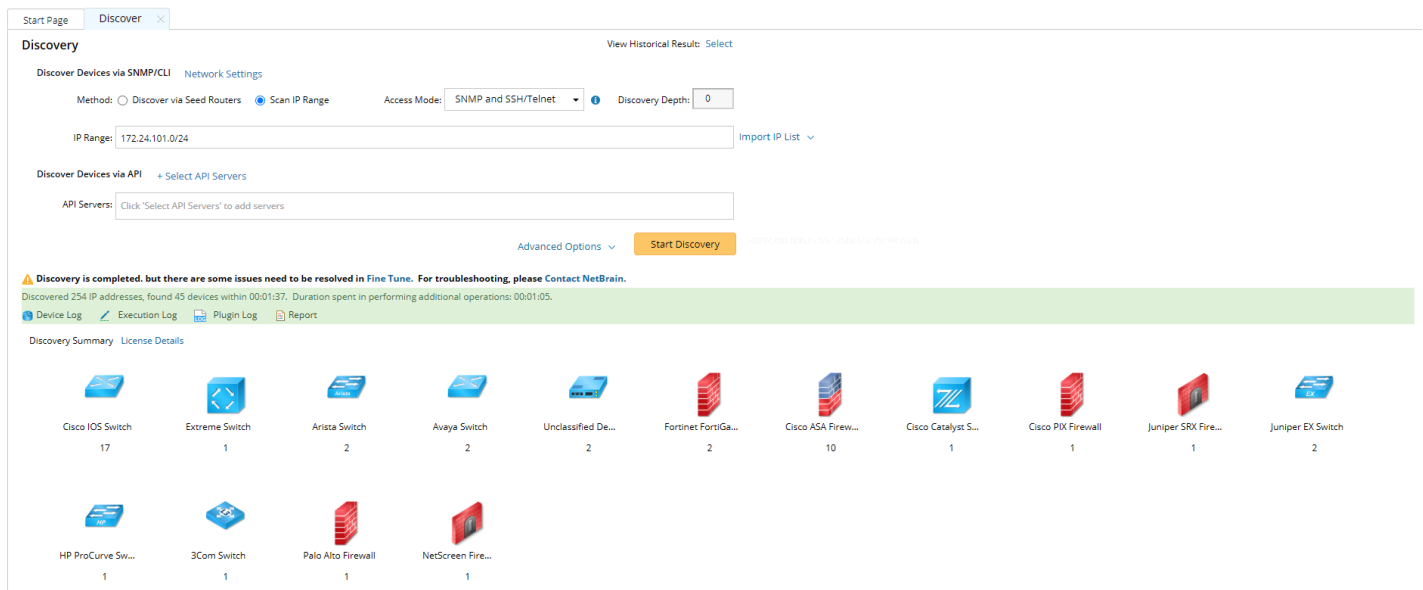 Start Page Discover
Discovery View Historical Result: Select
Discover Devices via SNMP/CLI Network Settings
Method: Discover via Seed Routers Scan IP Range Access Mode: SNMP and SSH/Telnet Discovery Depth: 0
IP Range: 172.24.101.0/24 Import IP List
Discover Devices via API + Select API Servers
API Servers: Click 'Select API Servers' to add servers
Advanced Options Start Discovery
Discovery is completed. but there are some issues need to be resolved in Fine Tune. For troubleshooting, please Contact NetBrain.
Discovered 254 IP addresses, found 45 devices within 00:01:37. Duration spent in performing additional operations: 00:01:05.
Device Log Execution Log LOG Plugin Log Report
Discovery Summary License Details
Arista EX
Cisco IOS Switch Extreme Switch Arista Switch Avaya Switch Unclassified De... Fortinet FortiGa... Cisco ASA Firew... Cisco Catalyst S... Cisco PIX Firewall Juniper SRX Fire... Juniper EX Switch
17 1 2 2 2 2 10 1 1 1 2
HP
HP ProCurve Sw... 3Com Switch Palo Alto Firewall NetScreen Fire...
1 1 1 1